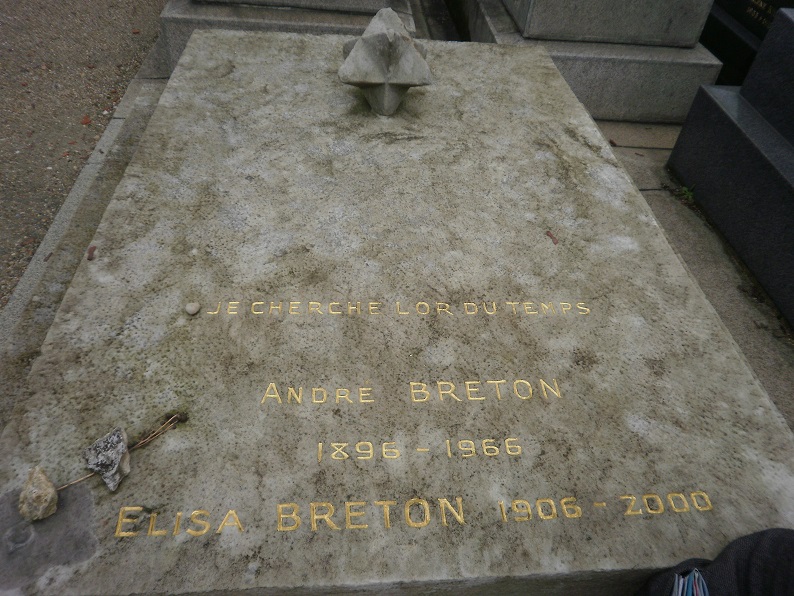 JE CHERCHE LOR DU TEMPS
ANDRE BRETON
1896 - 1966
ELISA BRETON 1906 - 2000